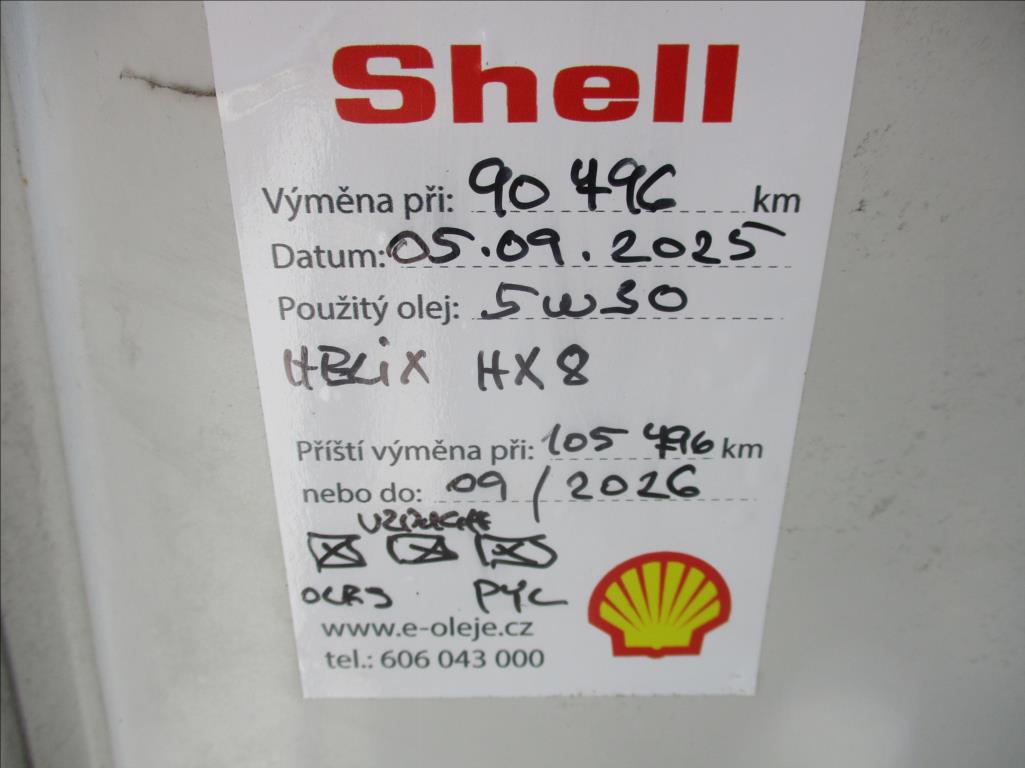 Shell
Výměna při: 90 496 km
Datum: 05.09.2025
Použitý olej: 5W30
HELiX HX8
Příští výměna při: 105 496 km
nebo do: 09 / 2026
PYL
www.e-oleje.cz
tel.: 606 043 000